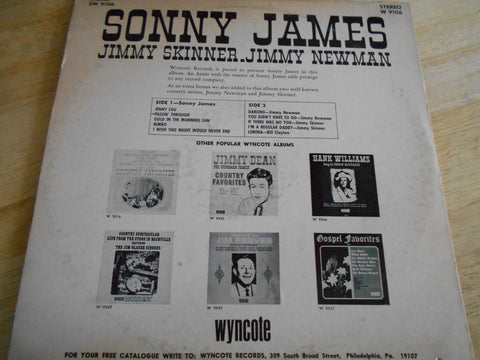 SW 9106
STEREO
W 9106
SONNY JAMES
JIMMY SKINNER. JIMMY NEWMAN
Wyncote Records is proud to present Sonny James in this
album. An Artist with the stature of Sonny James adds prestige
to any record company.
As an extra bonus we also added to this album two well known
country artists, Jimmy Newman and Jimmy Skinner.
SIDE 1—Sonny James
JENNY LOU
PASSIN' THROUGH
GOLD IN THE MORNING SUN
BIMBO
I WISH THIS NIGHT WOULD NEVER END
SIDE 2
DARLING—Jimmy Newman
YOU DIDN'T HAVE TO GO—Jimmy Newman
IF THERE WAS NO YOU—Jimmy Skinner
I'M A REGULAR DADDY—Jimmy Skinner
LORENA—Bill Clayton
OTHER POPULAR WYNCOTE ALBUMS
JIMMY DEAN
COUNTRY
FAVORITES
HANK WILLIAMS
COUNTRY SPECTACULAR
LIVE FROM THE STAGE IN NASHVILLE
JIM REEVES
Gospel Favorites
wyncote
FOR YOUR FREE CATALOGUE WRITE TO: WYNCOTE RECORDS, 309 South Broad Street, Philadelphia, Pa. 19107